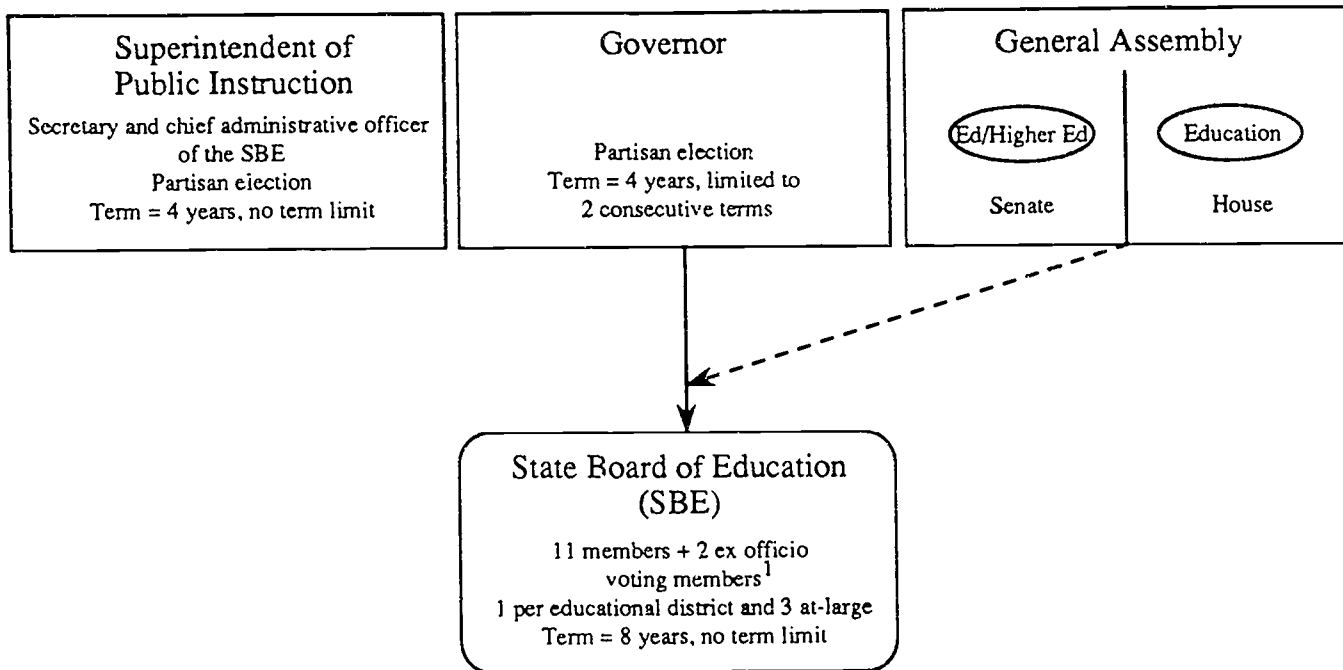 Superintendent of
Public Instruction
Secretary and chief administrative officer
of the SBE
Partisan election
Term = 4 years, no term limit
Governor
Partisan election
Term = 4 years, limited to
2 consecutive terms
General Assembly
Ed/Higher Ed
Education
Senate
House
State Board of Education
(SBE)
11 members + 2 ex officio
voting members1
1 per educational district and 3 at-large
Term = 8 years, no term limit